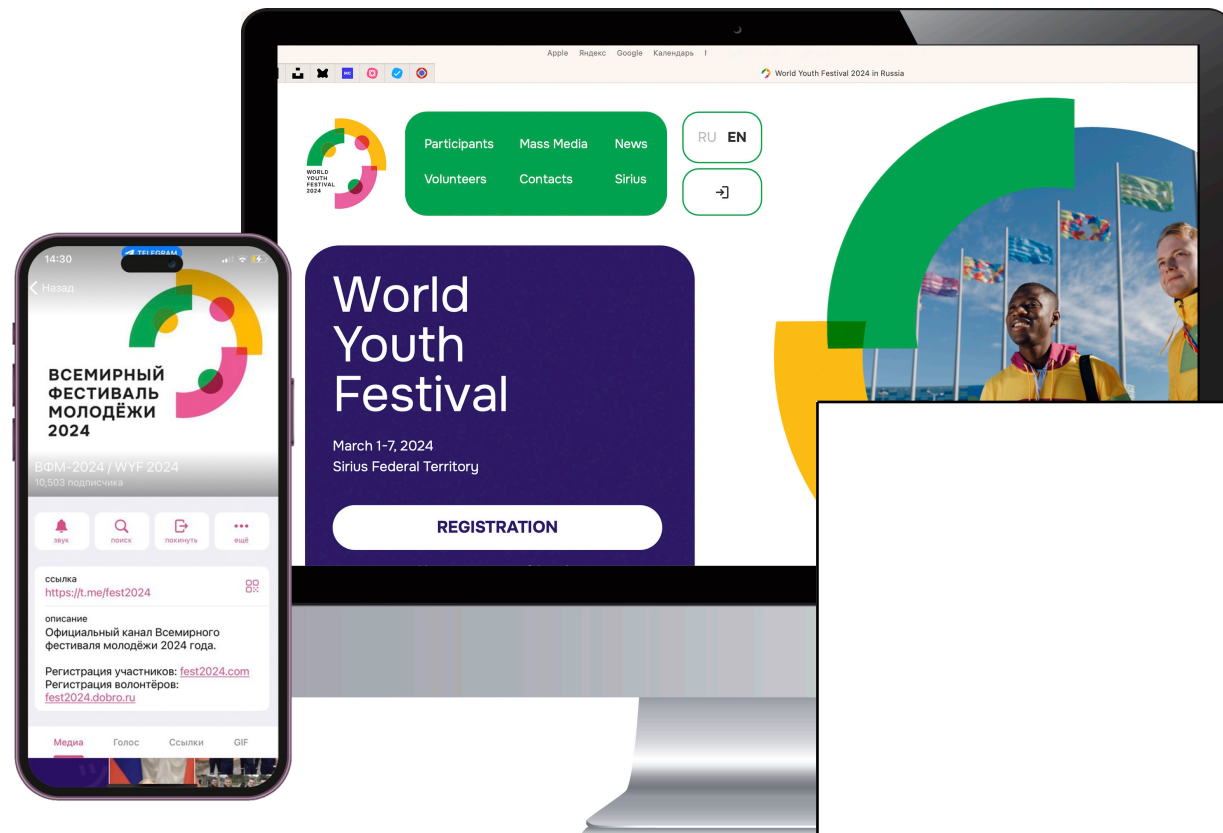 Apple Яндекс Google Календарь
World Youth Festival 2024 in Russia
MC
WORLD
YOUTH
FESTIVAL
2024
Participants Mass Media News
Volunteers Contacts Sirius
RU EN
World
Youth
Festival
March 1-7, 2024
Sirius Federal Territory
REGISTRATION
TELEGRAM
14:30
Назад
ВСЕМИРНЫЙ
ФЕСТИВАЛЬ
МОЛОДЁЖИ
2024
ВФМ-2024 / WYF 2024
10,503 подписчика
звук поиск покинуть ещё
ссылка
https://t.me/fest2024
описание
Официальный канал Всемирного
фестиваля молодёжи 2024 года.
Регистрация участников: fest2024.com
Регистрация волонтёров:
fest2024.dobro.ru
Медиа Голос Ссылки GIF